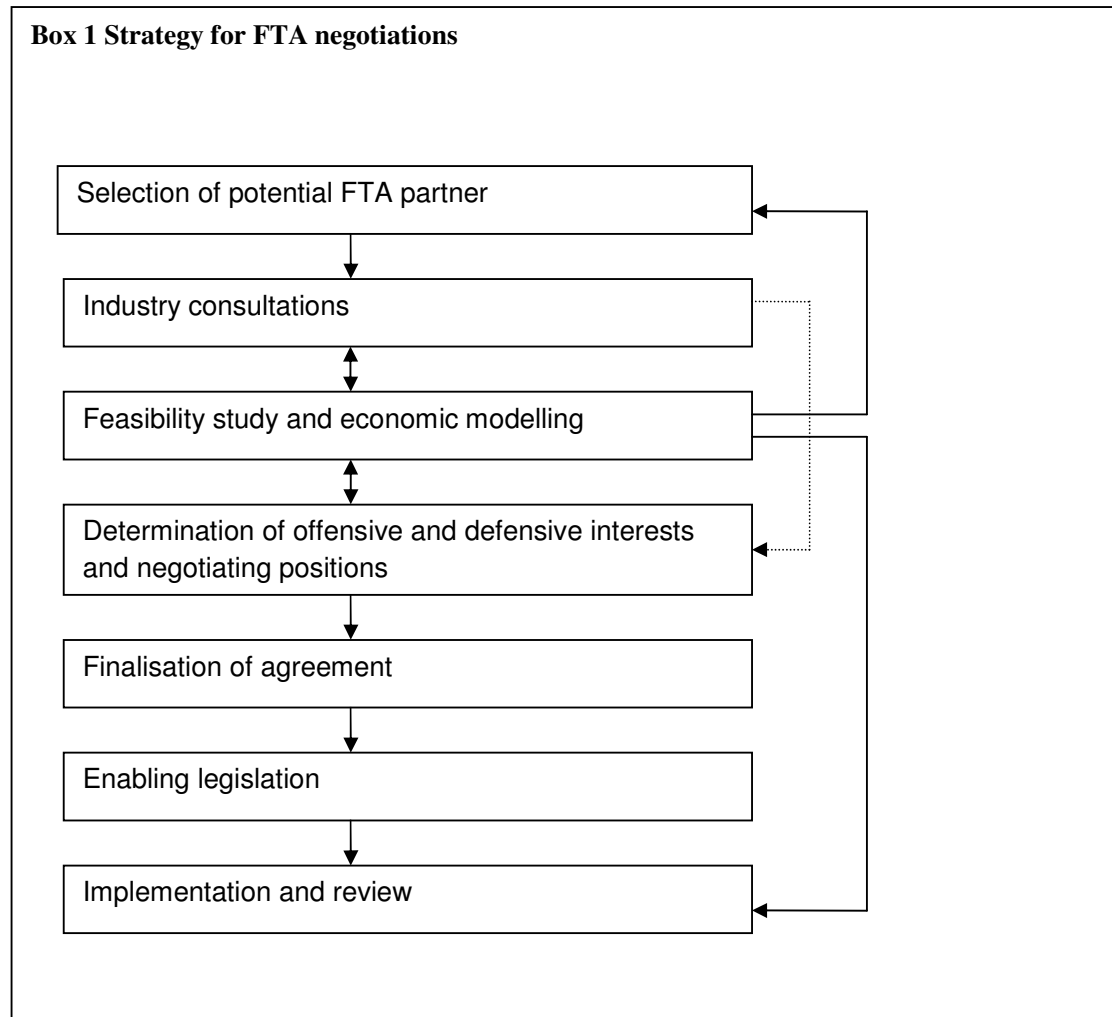 Box 1 Strategy for FTA negotiations
Selection of potential FTA partner
Industry consultations
Feasibility study and economic modelling
Determination of offensive and defensive interests
and negotiating positions
Finalisation of agreement
Enabling legislation
Implementation and review